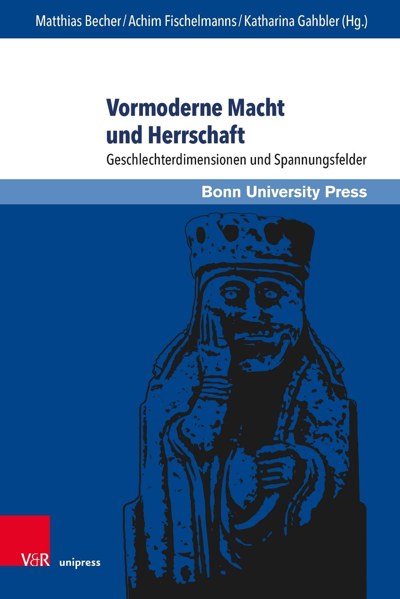 Matthias Becher/Achim Fischelmanns/Katharina Gahbler (Hg.)
Vormoderne Macht
und Herrschaft
Geschlechterdimensionen und Spannungsfelder
Bonn University Press
V&R unipress